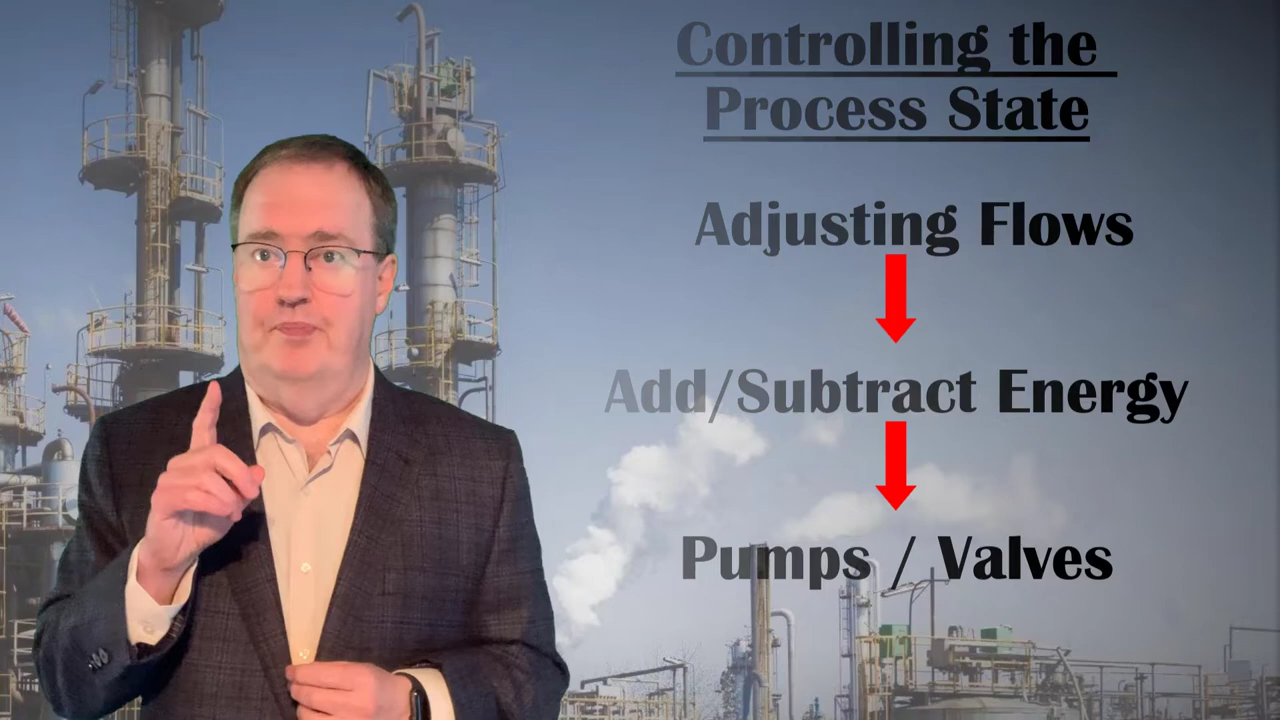 Controlling the
Process State
Adjusting Flows
Add/Subtract Energy
Pumps / Valves